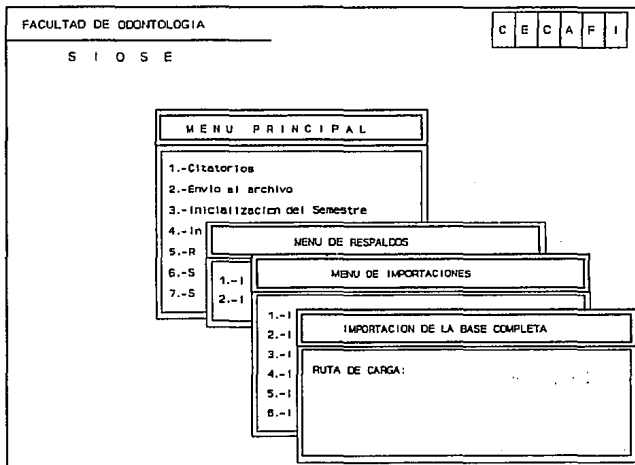 FACULTAD DE ODONTOLOGIA
C E C A F I
S I O S E
MENU PRINCIPAL
1.-Citatorios
2.-Envio al archivo
3.-Inicializacion del Semestre
4.-In
5.-R
6.-S
7.-S
MENU DE RESPALDOS
1.-I
2.-I
MENU DE IMPORTACIONES
1.-I
2.-I
3.-I
4.-I
5.-I
6.-I
IMPORTACION DE LA BASE COMPLETA
RUTA DE CARGA: